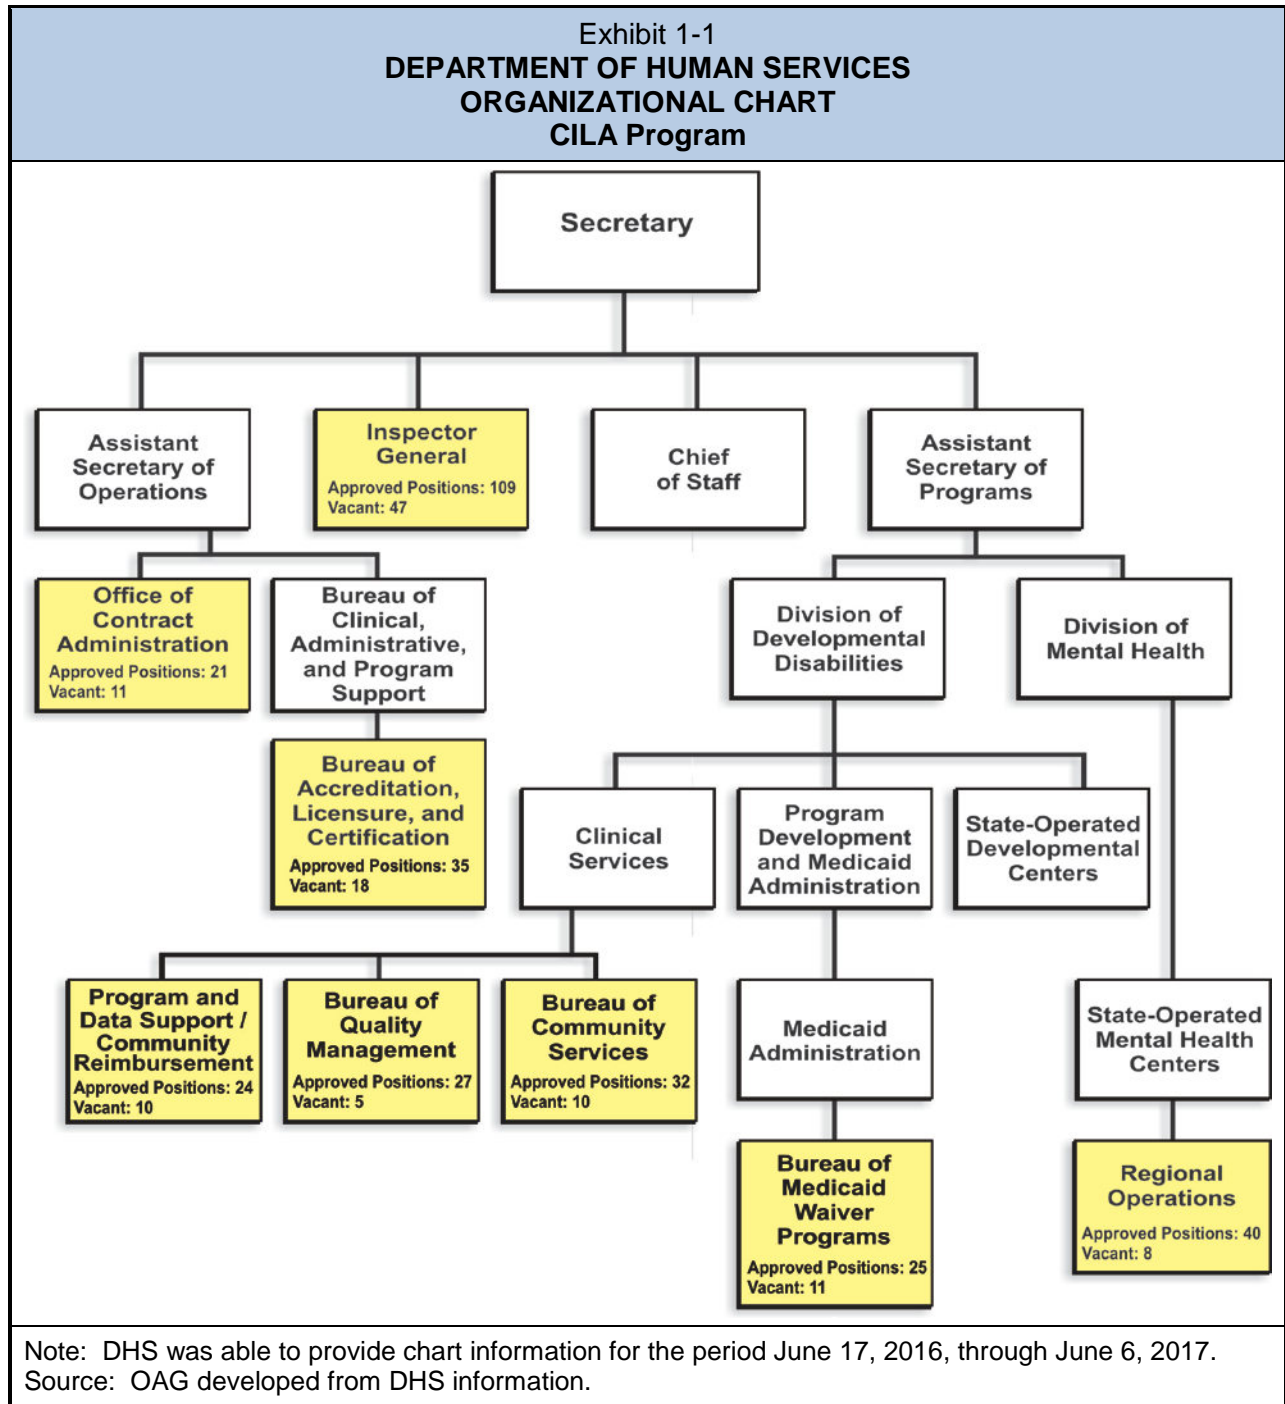 Exhibit 1-1
DEPARTMENT OF HUMAN SERVICES
ORGANIZATIONAL CHART
CILA Program
Secretary
Assistant
Secretary of
Operations
Inspector
General
Approved Positions: 109
Vacant: 47
Chief
of Staff
Assistant
Secretary of
Programs
Office of
Contract
Administration
Approved Positions: 21
Vacant: 11
Bureau of
Clinical,
Administrative,
and Program
Support
Division of
Developmental
Disabilities
Division of
Mental Health
Bureau of
Accreditation,
Licensure, and
Certification
Approved Positions: 35
Vacant: 18
Clinical
Services
Program
Development
and Medicaid
Administration
State-Operated
Developmental
Centers
Program and
Data Support /
Community
Reimbursement
Approved Positions: 24
Vacant: 10
Bureau of
Quality
Management
Approved Positions: 27
Vacant: 5
Bureau of
Community
Services
Approved Positions: 32
Vacant: 10
Medicaid
Administration
State-Operated
Mental Health
Centers
Bureau of
Medicaid
Waiver
Programs
Approved Positions: 25
Vacant: 11
Regional
Operations
Approved Positions: 40
Vacant: 8
Note:  DHS was able to provide chart information for the period June 17, 2016, through June 6, 2017.
Source:  OAG developed from DHS information.